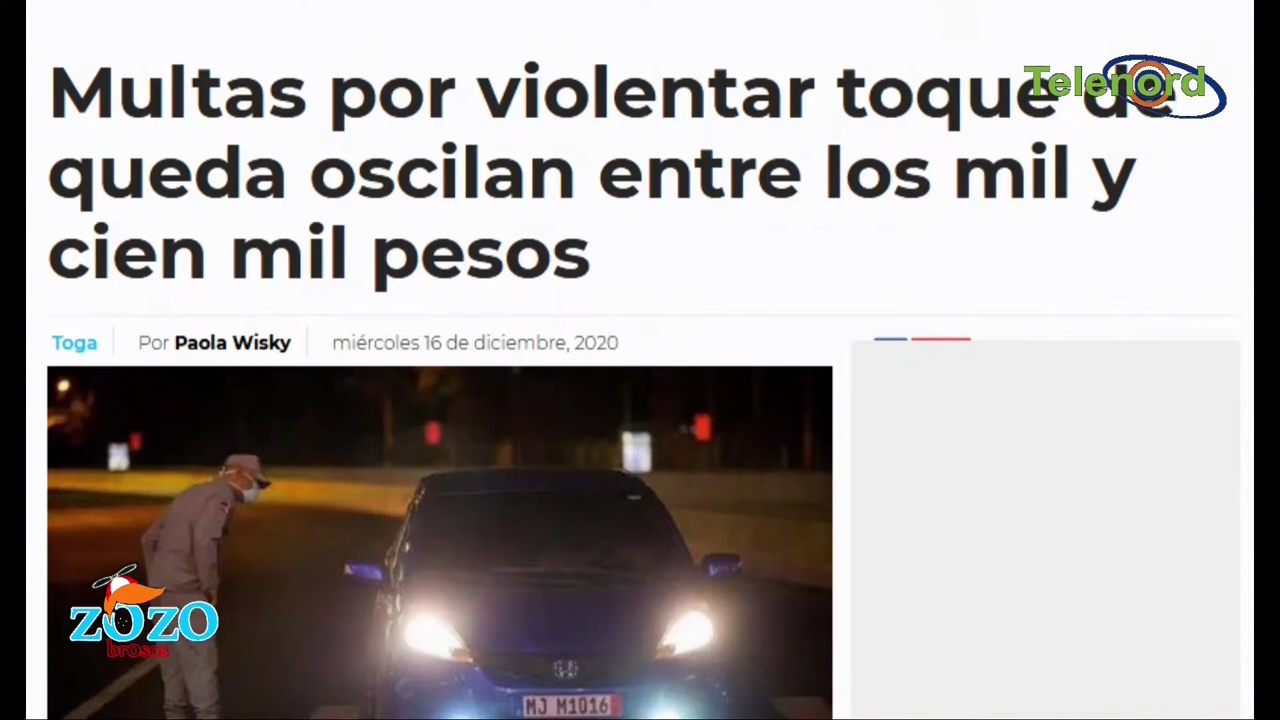 Multas por violentar toque de
queda oscilan entre los mil y
cien mil pesos
Telenord
Toga
Por Paola Wisky
miércoles 16 de diciembre, 2020
zozo
brosss
MJ M1016